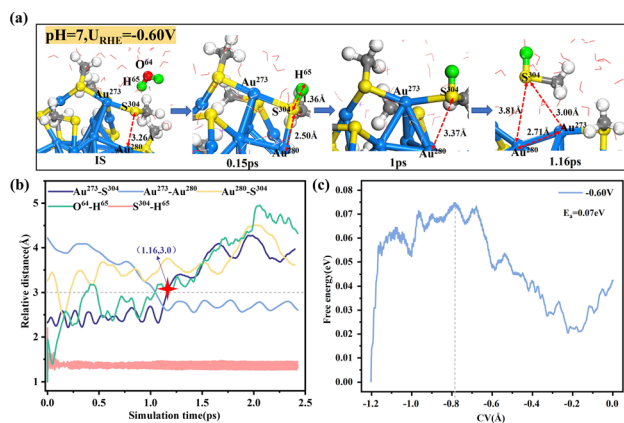 (a)
pH=7,U_RHE=-0.60V
O⁶⁴
H⁶⁵
Au²⁷³
S³⁰⁴
3.26Å
Au²⁸⁰
IS
H⁶⁵
Au²⁷³
1.36Å
S³⁰⁴
2.50Å
Au²⁸⁰
0.15ps
Au²⁷³
S³⁰⁴
3.37Å
Au²⁸⁰
1ps
S³⁰⁴
3.81Å
3.00Å
2.71Å
Au²⁷³
Au²⁸⁰
1.16ps
(b)
Au²⁷³-S³⁰⁴ Au²⁷³-Au²⁸⁰ Au²⁸⁰-S³⁰⁴
O⁶⁴-H⁶⁵ S³⁰⁴-H⁶⁵
(1.16,3.0)
Relative distance(Å)
5
4
3
2
1
0.0 0.5 1.0 1.5 2.0 2.5
Simulation time(ps)
(c)
-0.60V
Eₐ=0.07eV
Free energy(eV)
0.08
0.07
0.06
0.05
0.04
0.03
0.02
0.01
0.00
-1.2 -1.0 -0.8 -0.6 -0.4 -0.2 0.0
CV(Å)